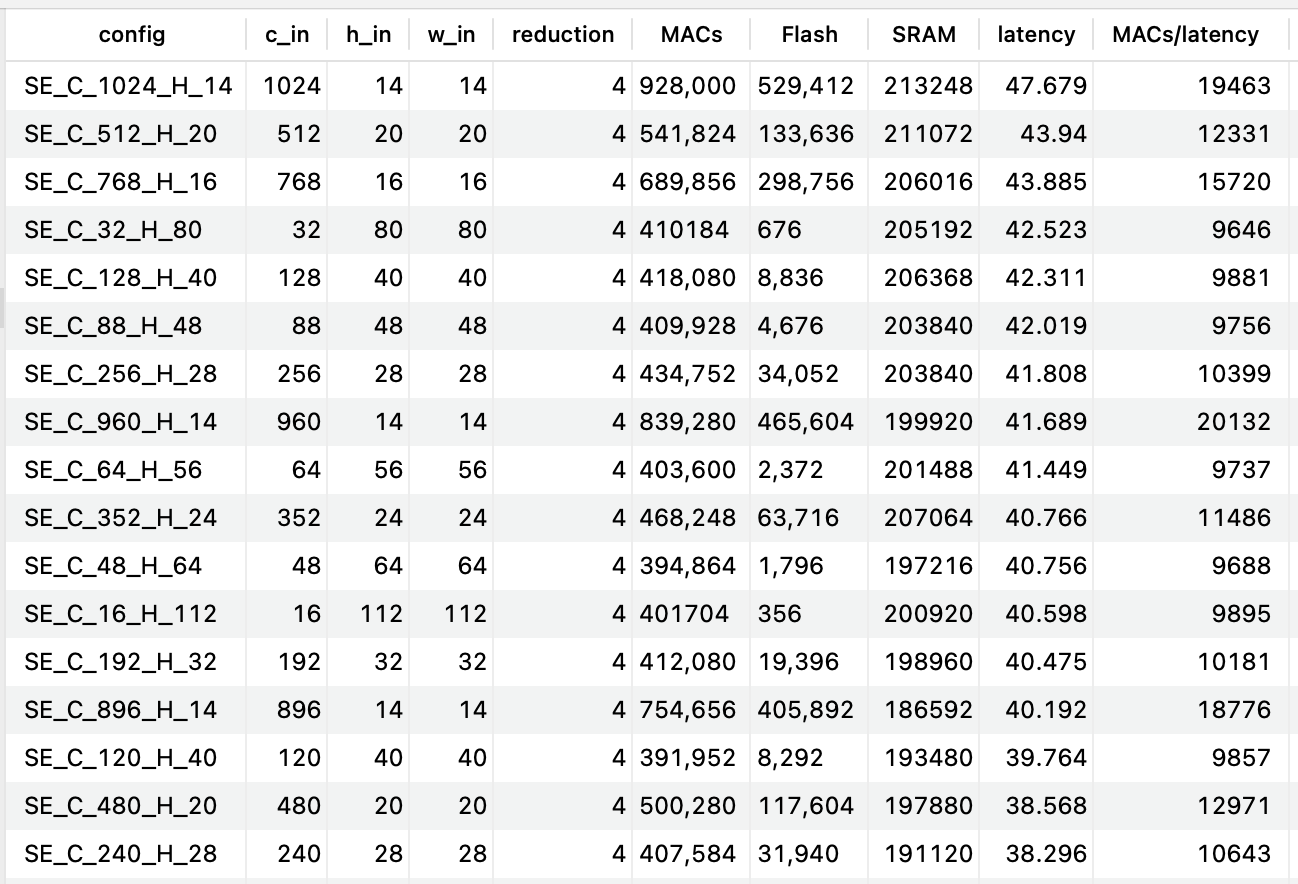 config c_in h_in w_in reduction MACs Flash SRAM latency MACs/latency
SE_C_1024_H_14 1024 14 14 4 928,000 529,412 213248 47.679 19463
SE_C_512_H_20 512 20 20 4 541,824 133,636 211072 43.94 12331
SE_C_768_H_16 768 16 16 4 689,856 298,756 206016 43.885 15720
SE_C_32_H_80 32 80 80 4 410184 676 205192 42.523 9646
SE_C_128_H_40 128 40 40 4 418,080 8,836 206368 42.311 9881
SE_C_88_H_48 88 48 48 4 409,928 4,676 203840 42.019 9756
SE_C_256_H_28 256 28 28 4 434,752 34,052 203840 41.808 10399
SE_C_960_H_14 960 14 14 4 839,280 465,604 199920 41.689 20132
SE_C_64_H_56 64 56 56 4 403,600 2,372 201488 41.449 9737
SE_C_352_H_24 352 24 24 4 468,248 63,716 207064 40.766 11486
SE_C_48_H_64 48 64 64 4 394,864 1,796 197216 40.756 9688
SE_C_16_H_112 16 112 112 4 401704 356 200920 40.598 9895
SE_C_192_H_32 192 32 32 4 412,080 19,396 198960 40.475 10181
SE_C_896_H_14 896 14 14 4 754,656 405,892 186592 40.192 18776
SE_C_120_H_40 120 40 40 4 391,952 8,292 193480 39.764 9857
SE_C_480_H_20 480 20 20 4 500,280 117,604 197880 38.568 12971
SE_C_240_H_28 240 28 28 4 407,584 31,940 191120 38.296 10643